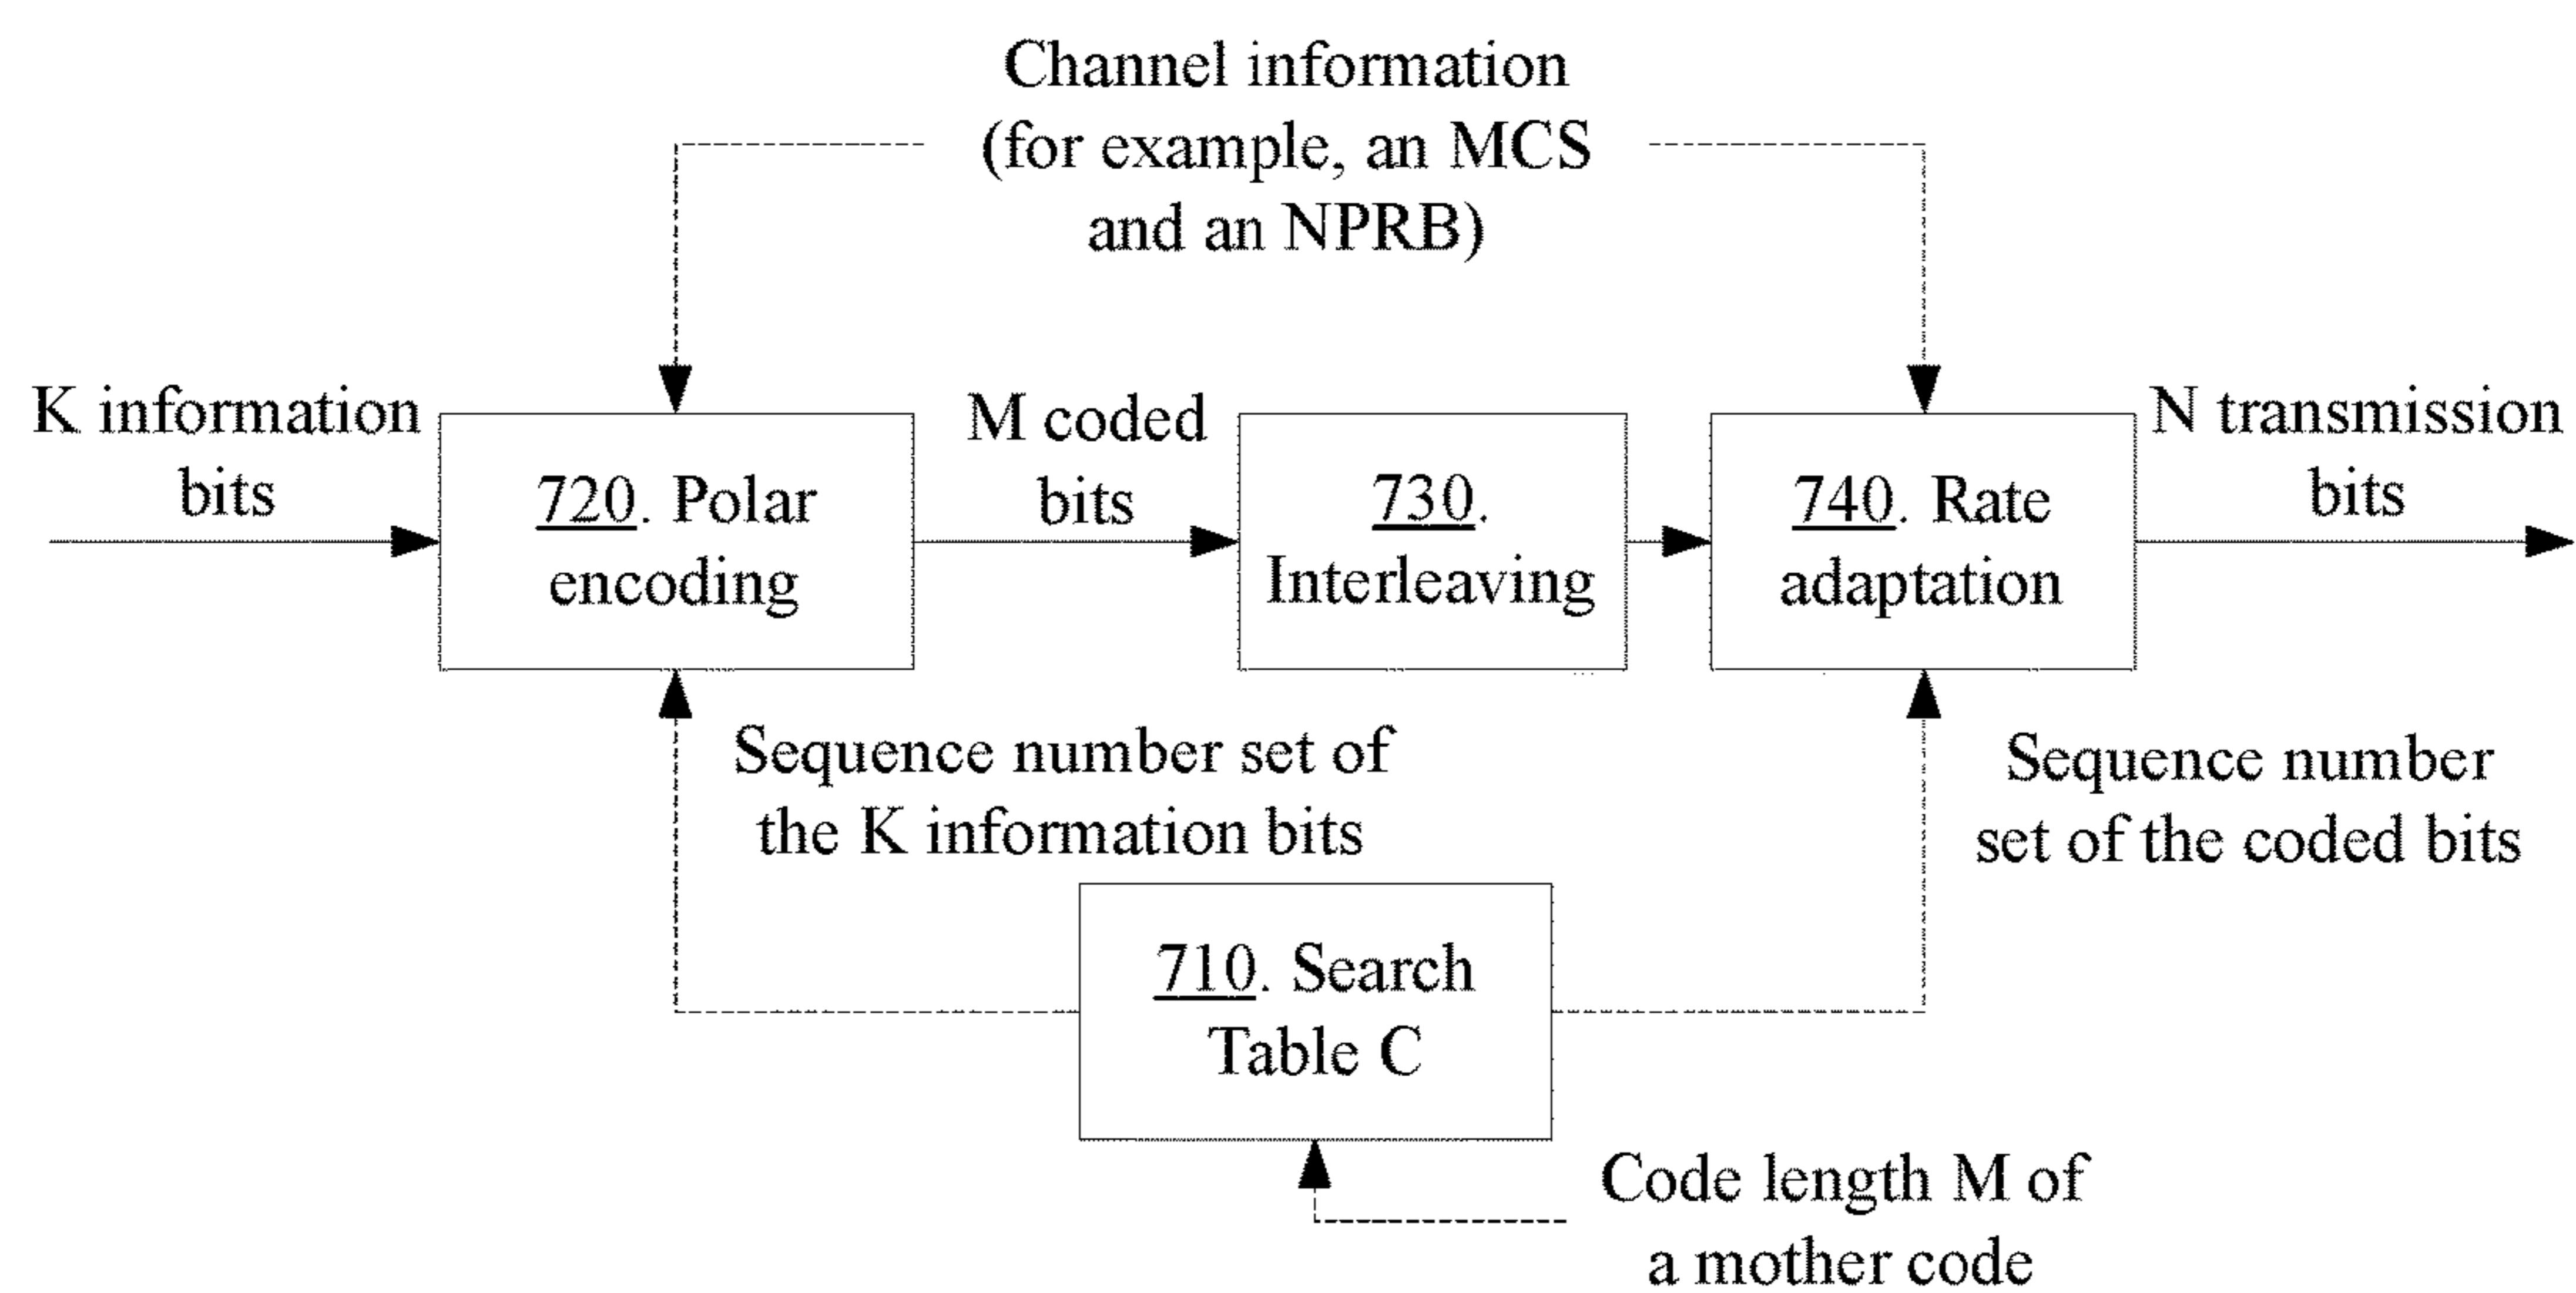 Channel information
(for example, an MCS
and an NPRB)
K information
bits
720. Polar
encoding
M coded
bits
730.
Interleaving
740. Rate
adaptation
N transmission
bits
Sequence number set of
the K information bits
Sequence number
set of the coded bits
710. Search
Table C
Code length M of
a mother code